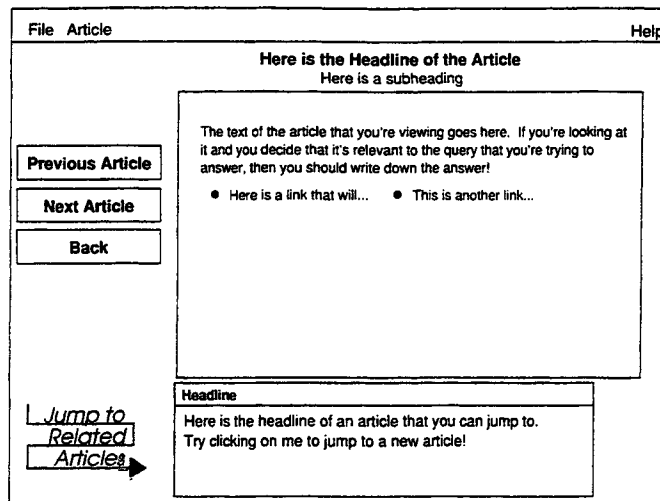 File Article Help
Here is the Headline of the Article
Here is a subheading
The text of the article that you're viewing goes here. If you're looking at
it and you decide that it's relevant to the query that you're trying to
answer, then you should write down the answer!
● Here is a link that will... ● This is another link...
Previous Article
Next Article
Back
Jump to
Related
Articles
Headline
Here is the headline of an article that you can jump to.
Try clicking on me to jump to a new article!